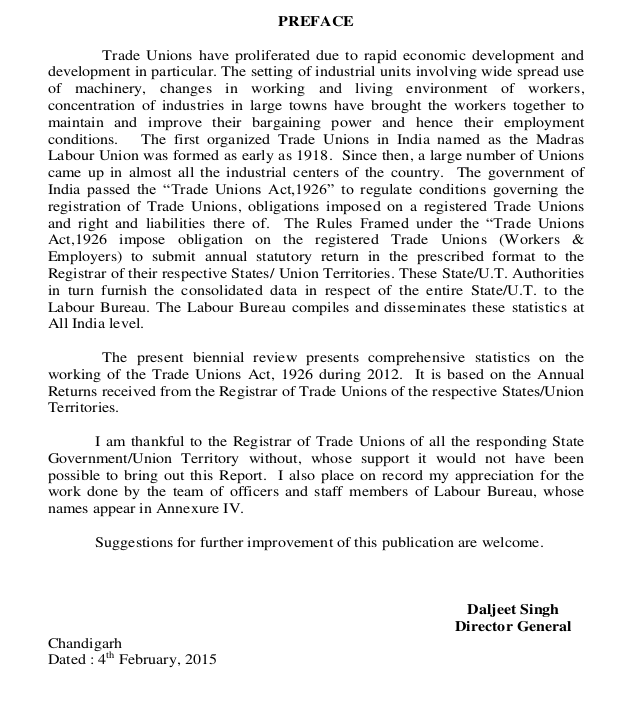 PREFACE
Trade Unions have proliferated due to rapid economic development and
development in particular. The setting of industrial units involving wide spread use
of machinery, changes in working and living environment of workers,
concentration of industries in large towns have brought the workers together to
maintain and improve their bargaining power and hence their employment
conditions. The first organized Trade Unions in India named as the Madras
Labour Union was formed as early as 1918. Since then, a large number of Unions
came up in almost all the industrial centers of the country. The government of
India passed the “Trade Unions Act,1926” to regulate conditions governing the
registration of Trade Unions, obligations imposed on a registered Trade Unions
and right and liabilities there of. The Rules Framed under the “Trade Unions
Act,1926 impose obligation on the registered Trade Unions (Workers &
Employers) to submit annual statutory return in the prescribed format to the
Registrar of their respective States/ Union Territories. These State/U.T. Authorities
in turn furnish the consolidated data in respect of the entire State/U.T. to the
Labour Bureau. The Labour Bureau compiles and disseminates these statistics at
All India level.
The present biennial review presents comprehensive statistics on the
working of the Trade Unions Act, 1926 during 2012. It is based on the Annual
Returns received from the Registrar of Trade Unions of the respective States/Union
Territories.
I am thankful to the Registrar of Trade Unions of all the responding State
Government/Union Territory without, whose support it would not have been
possible to bring out this Report. I also place on record my appreciation for the
work done by the team of officers and staff members of Labour Bureau, whose
names appear in Annexure IV.
Suggestions for further improvement of this publication are welcome.
Daljeet Singh
Director General
Chandigarh
Dated : 4th February, 2015